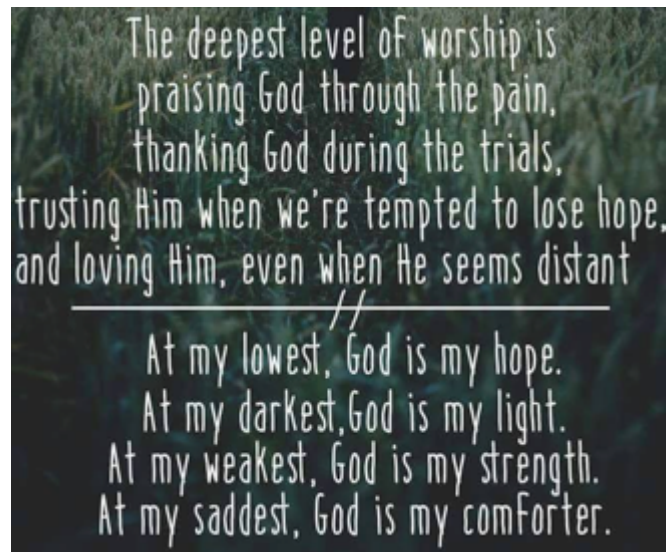 The deepest level of worship is
praising God through the pain,
thanking God during the trials,
trusting Him when we're tempted to lose hope,
and loving Him, even when He seems distant
//
At my lowest, God is my hope.
At my darkest,God is my light.
At my weakest, God is my strength.
At my saddest, God is my comforter.